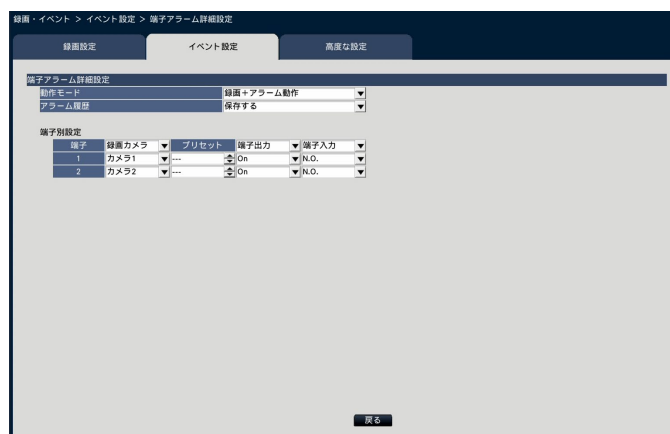 録画・イベント > イベント設定 > 端子アラーム詳細設定
録画設定 イベント設定 高度な設定
端子アラーム詳細設定
動作モード 録画＋アラーム動作
アラーム履歴 保存する
端子別設定
端子 録画カメラ プリセット 端子出力 端子入力
1 カメラ1 --- On N.O.
2 カメラ2 --- On N.O.
戻る